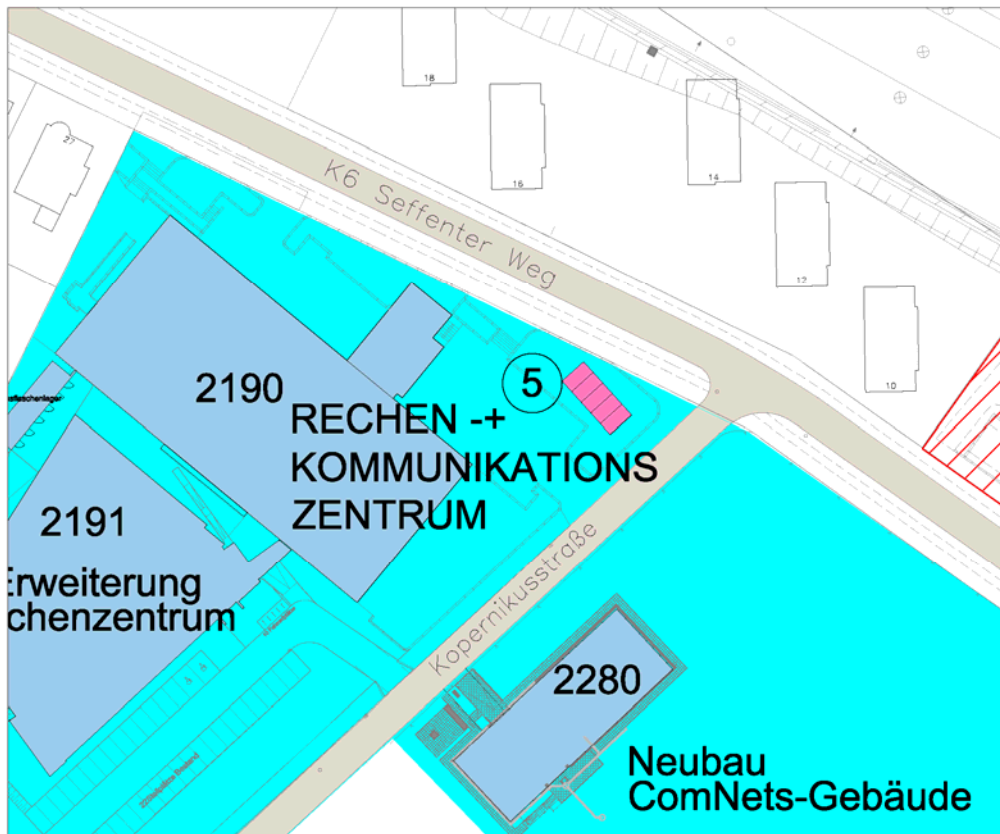 18
27
16
14
K6 Seffenter Weg
12
10
5
2190
RECHEN -+
KOMMUNIKATIONS
ZENTRUM
2191
Erweiterung
chenzentrum
Kopernikusstraße
2280
Neubau
ComNets-Gebäude